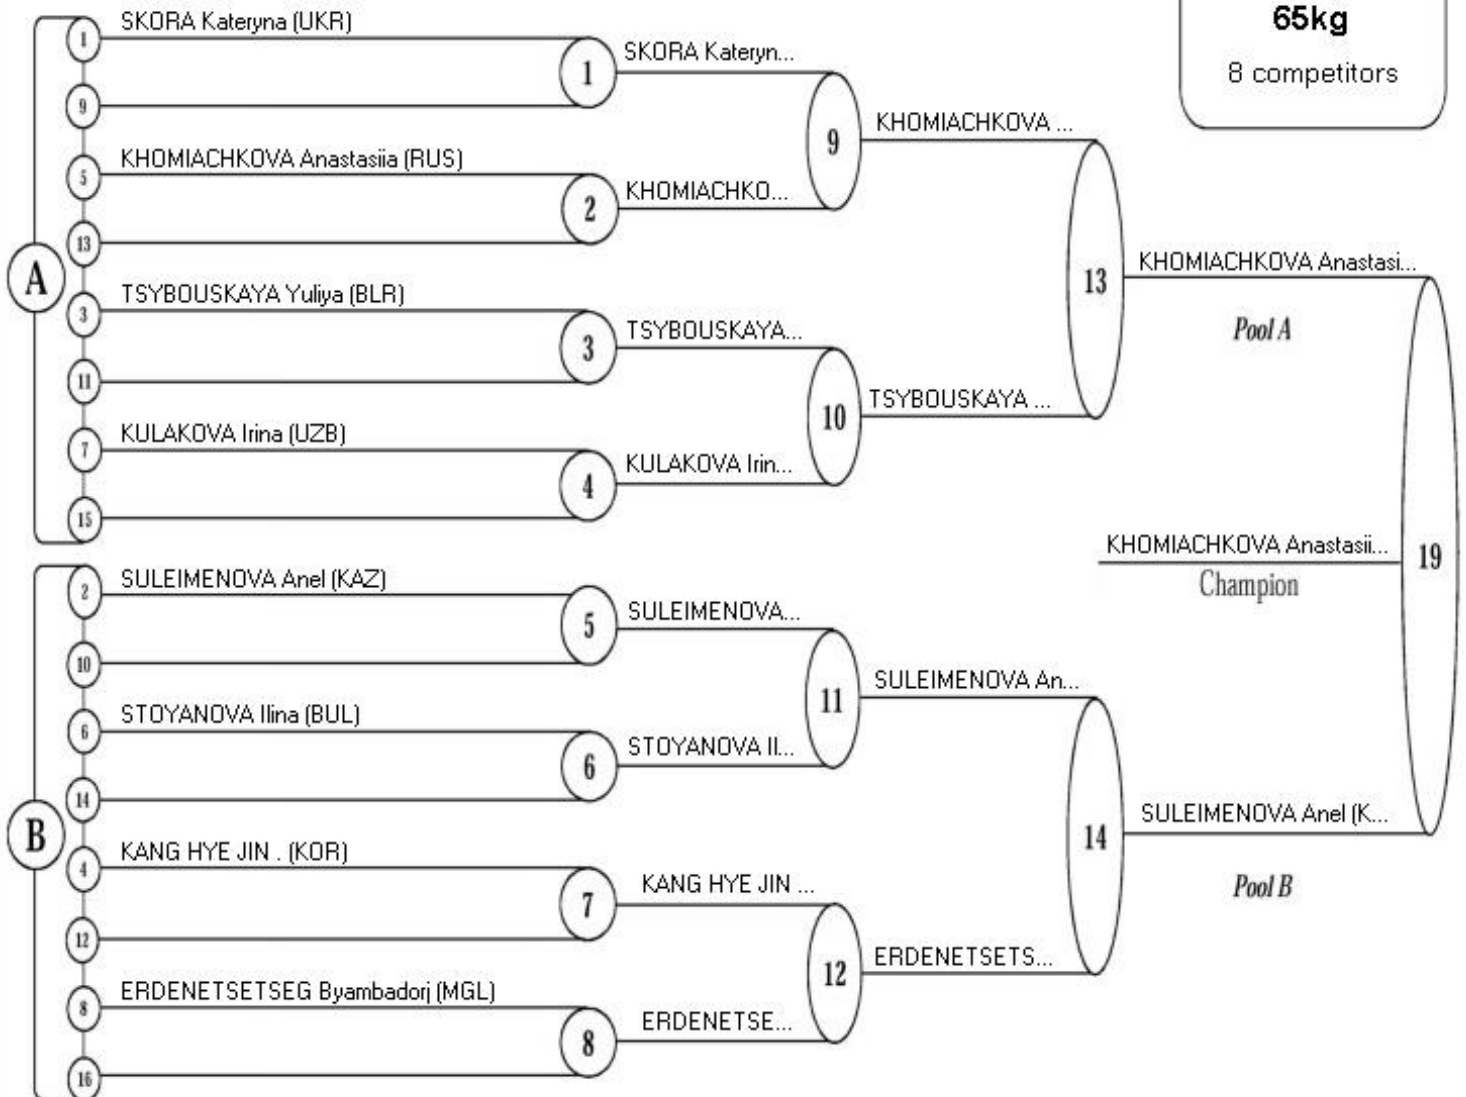 65kg
8 competitors
A
1
SKORA Kateryna (UKR)
9
1
SKORA Kateryn...
5
KHOMIACHKOVA Anastasiia (RUS)
13
2
KHOMIACHKO...
9
KHOMIACHKOVA ...
3
TSYBOUSKAYA Yuliya (BLR)
11
3
TSYBOUSKAYA...
7
KULAKOVA Irina (UZB)
15
4
KULAKOVA Irin...
10
TSYBOUSKAYA ...
13
KHOMIACHKOVA Anastasi...
Pool A
B
2
SULEIMENOVA Anel (KAZ)
10
5
SULEIMENOVA...
6
STOYANOVA Ilina (BUL)
14
6
STOYANOVA Il...
11
SULEIMENOVA An...
4
KANG HYE JIN . (KOR)
12
7
KANG HYE JIN ...
8
ERDENETSETSEG Byambadorj (MGL)
16
8
ERDENETSE...
12
ERDENETSETS...
14
SULEIMENOVA Anel (K...
Pool B
19
KHOMIACHKOVA Anastasii...
Champion